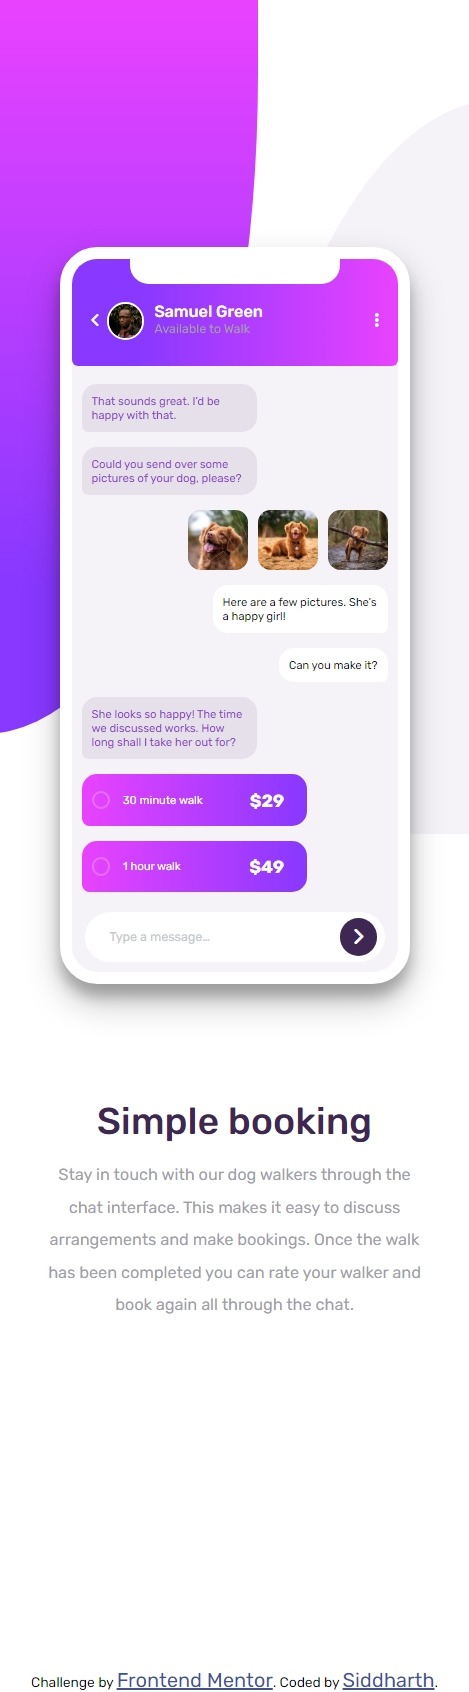 Samuel Green
Available to Walk
That sounds great. I'd be
happy with that.
Could you send over some
pictures of your dog, please?
Here are a few pictures. She's
a happy girl!
Can you make it?
She looks so happy! The time
we discussed works. How
long shall I take her out for?
30 minute walk $29
1 hour walk $49
Type a message…
Simple booking
Stay in touch with our dog walkers through the
chat interface. This makes it easy to discuss
arrangements and make bookings. Once the walk
has been completed you can rate your walker and
book again all through the chat.
Challenge by Frontend Mentor. Coded by Siddharth.